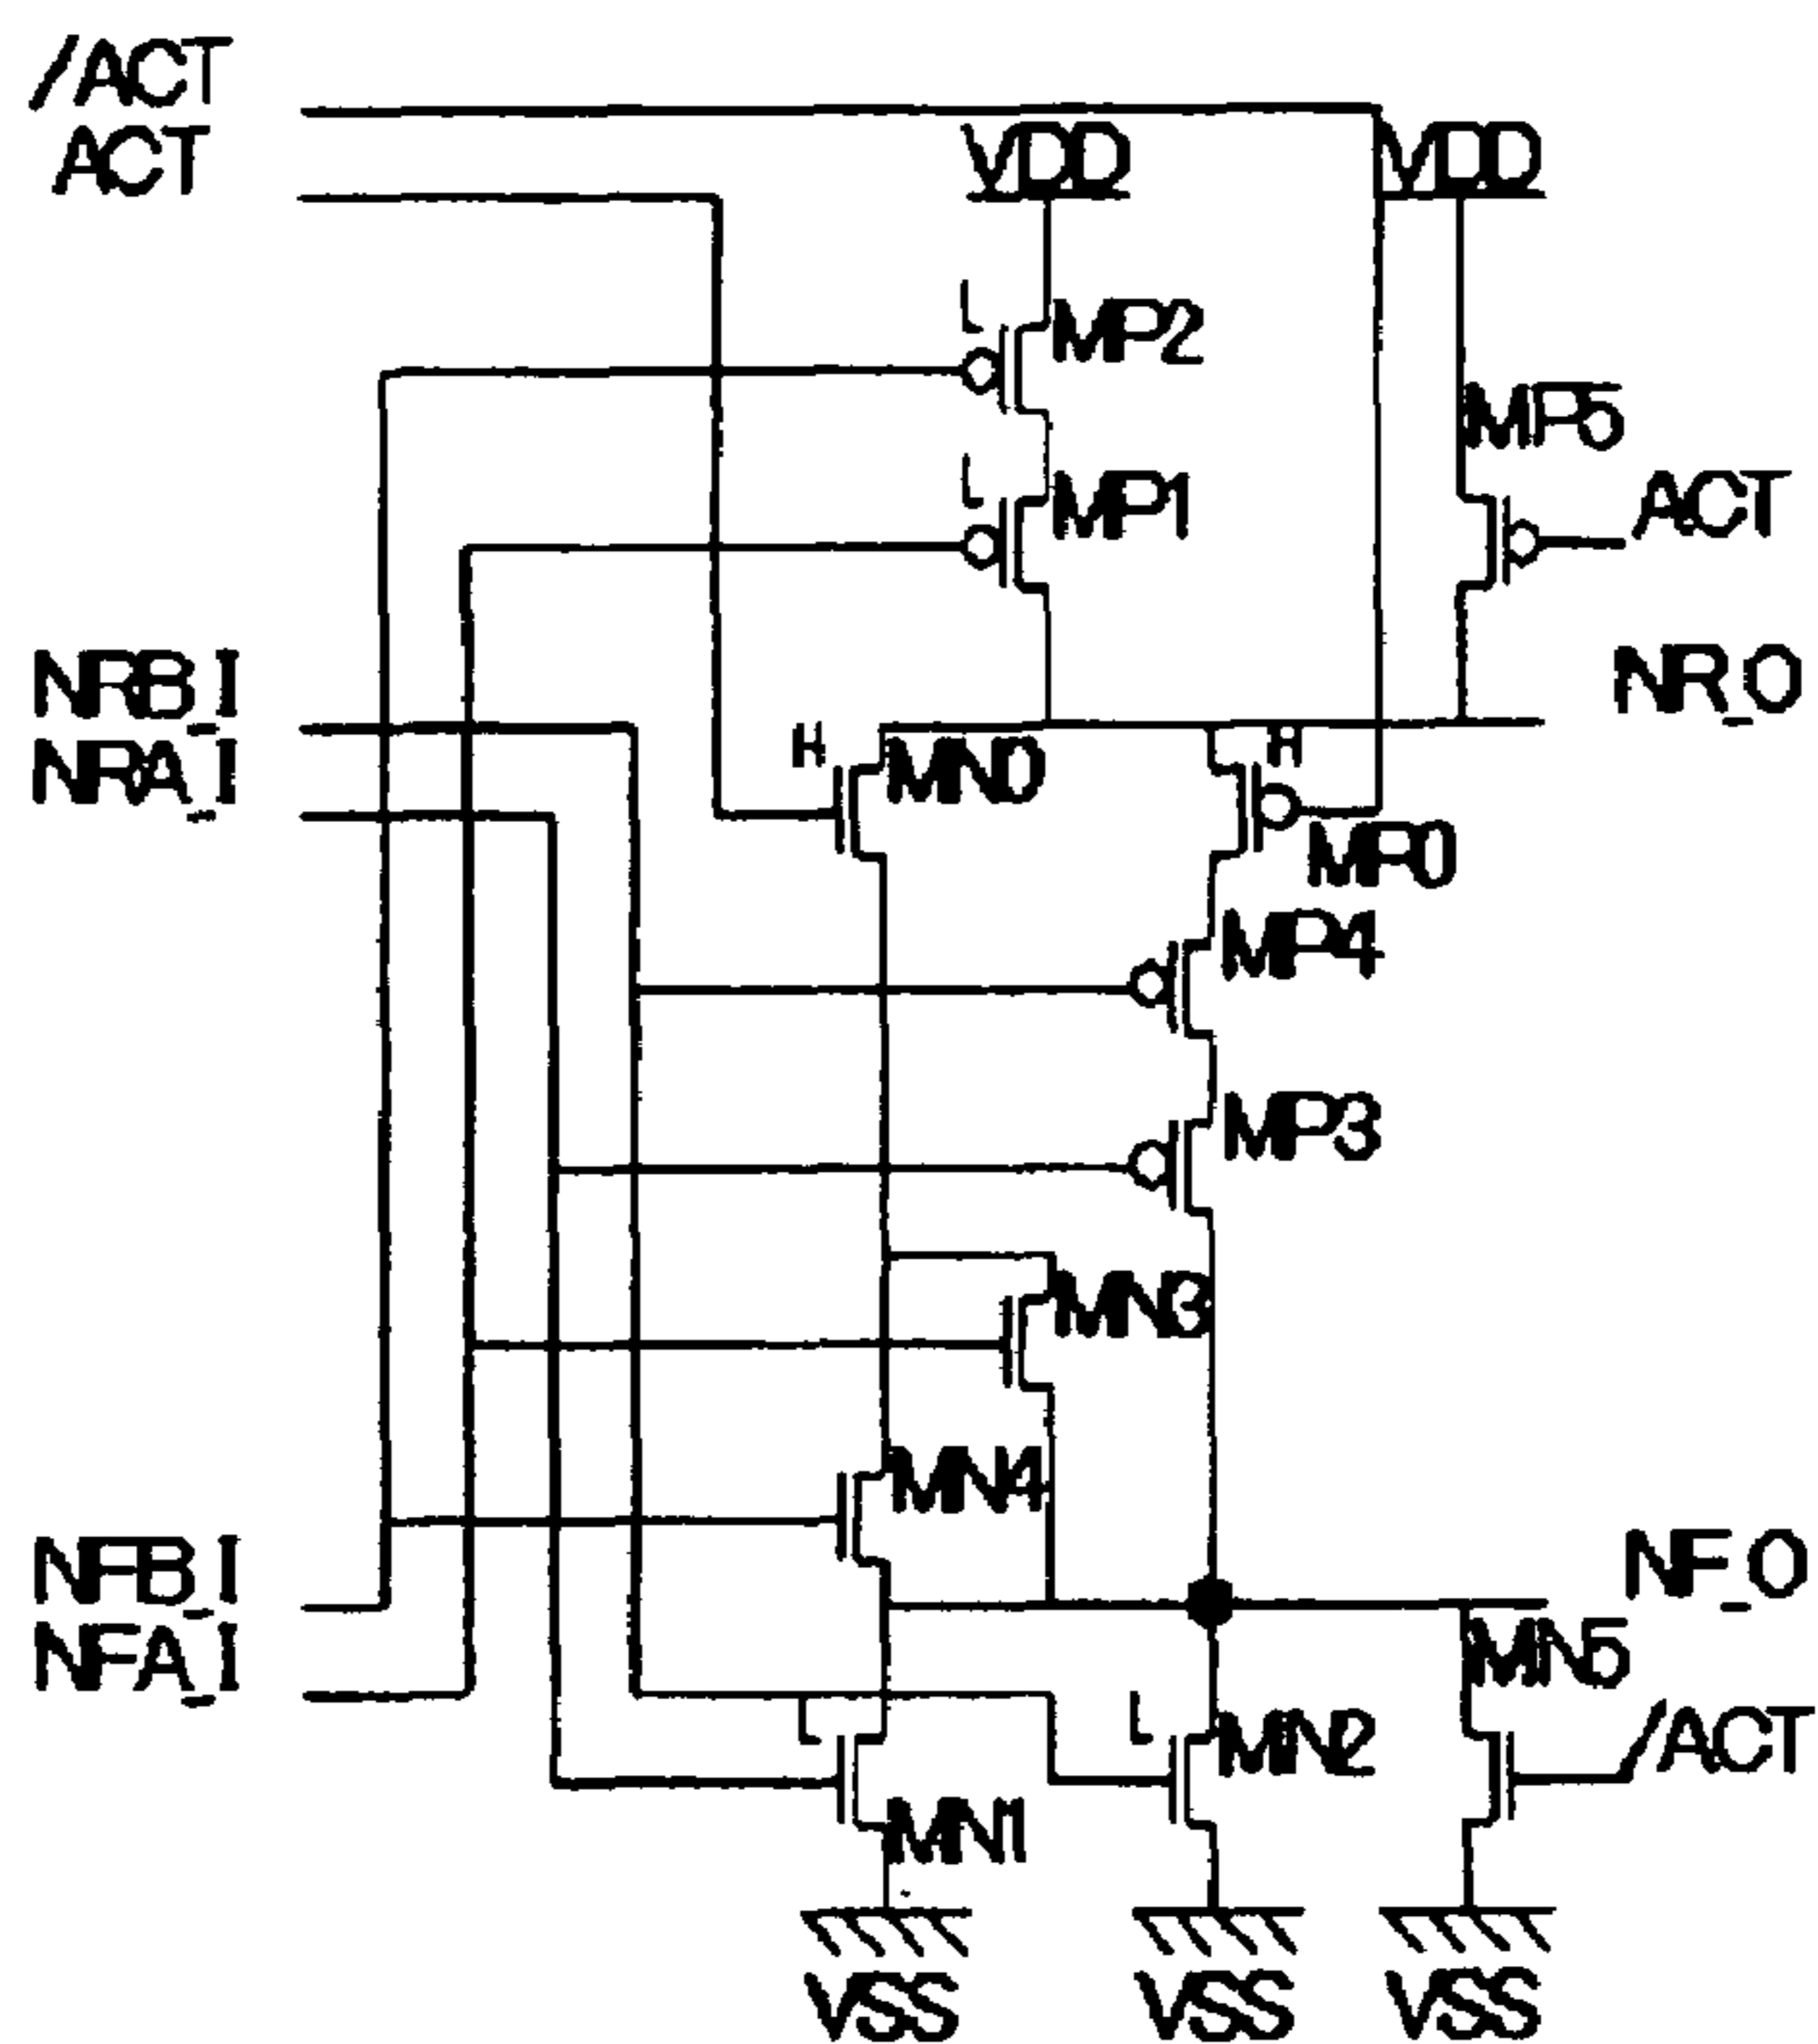 /ACT
ACT
VDD
VDD
L
MP2
MP5
L
MP1
ACT
NRB_I
NR_O
NRA_I
H
MN0
MP0
MP4
MP3
MN3
MN4
NFB_I
NF_O
NFA_I
MN5
L
L
MN2
/ACT
MN1
VSS
VSS
VSS